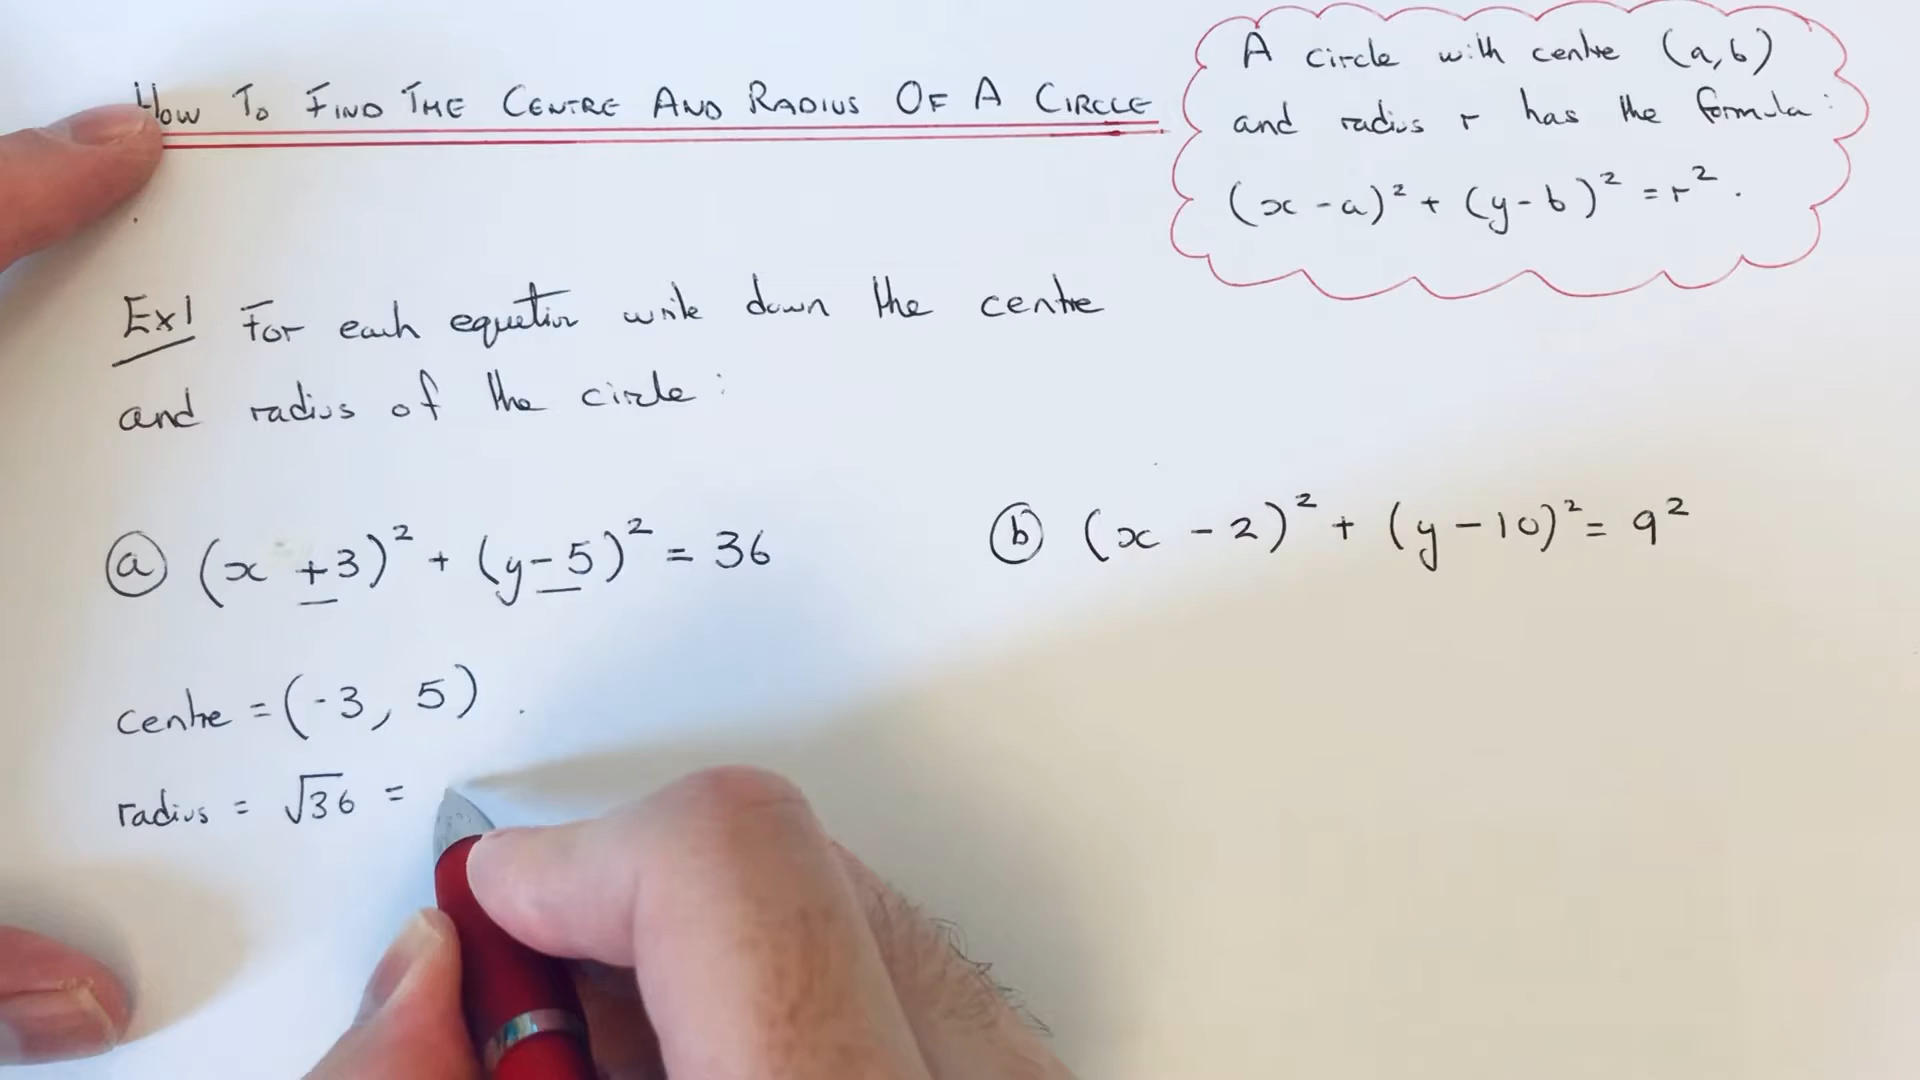 HOW TO FIND THE CENTRE AND RADIUS OF A CIRCLE
A circle with centre (a,b)
and radius r has the formula:
(x - a)² + (y - b)² = r².
Ex1 For each equation write down the centre
and radius of the circle:
ⓐ (x + 3)² + (y - 5)² = 36
centre = (-3, 5).
radius = √36 =
ⓑ (x - 2)² + (y - 10)² = 9²